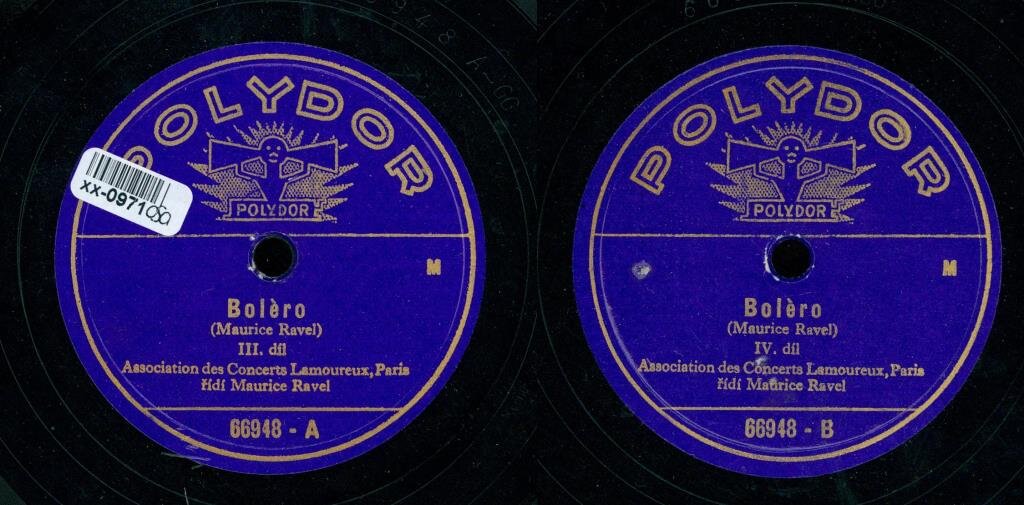 POLYDOR
POLYDOR
xx-0971
M
Bolèro
(Maurice Ravel)
III. díl
Association des Concerts Lamoureux, Paris
řídí Maurice Ravel
66948 - A
POLYDOR
POLYDOR
M
Bolèro
(Maurice Ravel)
IV. díl
Association des Concerts Lamoureux, Paris
řídí Maurice Ravel
66948 - B